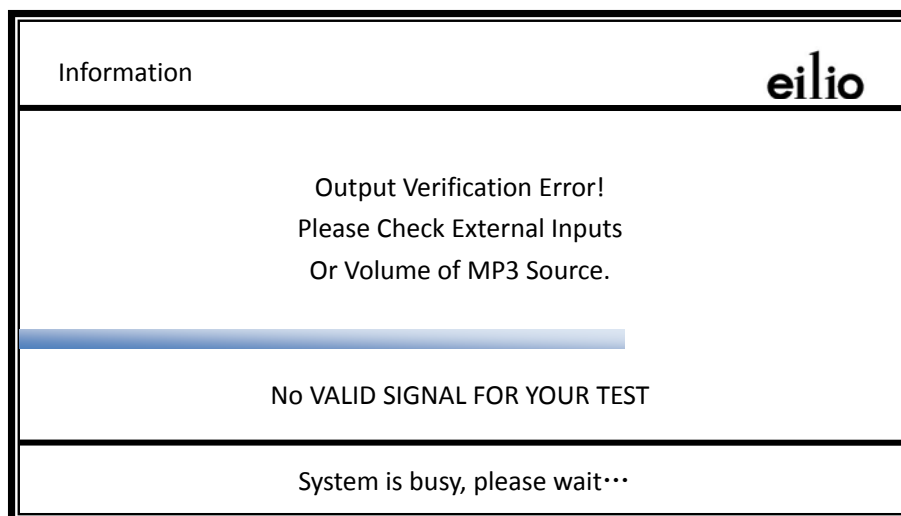 Information
eilio
Output Verification Error!
Please Check External Inputs
Or Volume of MP3 Source.
No VALID SIGNAL FOR YOUR TEST
System is busy, please wait···